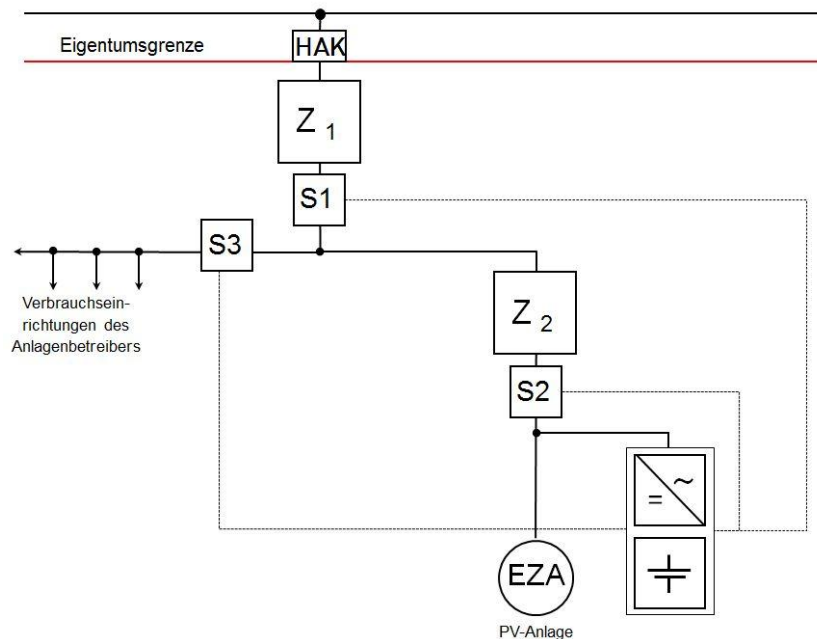 Eigentumsgrenze
HAK
Z 1
S1
S3
Verbrauchsein-
richtungen des
Anlagenbetreibers
Z 2
S2
~
=
EZA
PV-Anlage